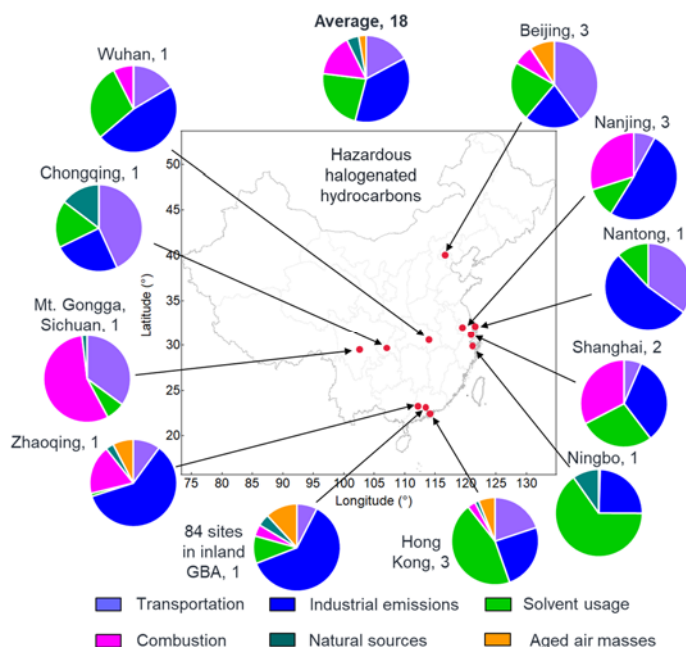 Average, 18
Wuhan, 1
Beijing, 3
Nanjing, 3
Chongqing, 1
Hazardous
halogenated
hydrocarbons
Nantong, 1
Mt. Gongga,
Sichuan, 1
Shanghai, 2
Zhaoqing, 1
Ningbo, 1
84 sites
in inland
GBA, 1
Hong
Kong, 3
Latitude (°)
50
45
40
35
30
25
20
75 80 85 90 95 100 105 110 115 120 125 130
Longitude (°)
Transportation
Industrial emissions
Solvent usage
Combustion
Natural sources
Aged air masses